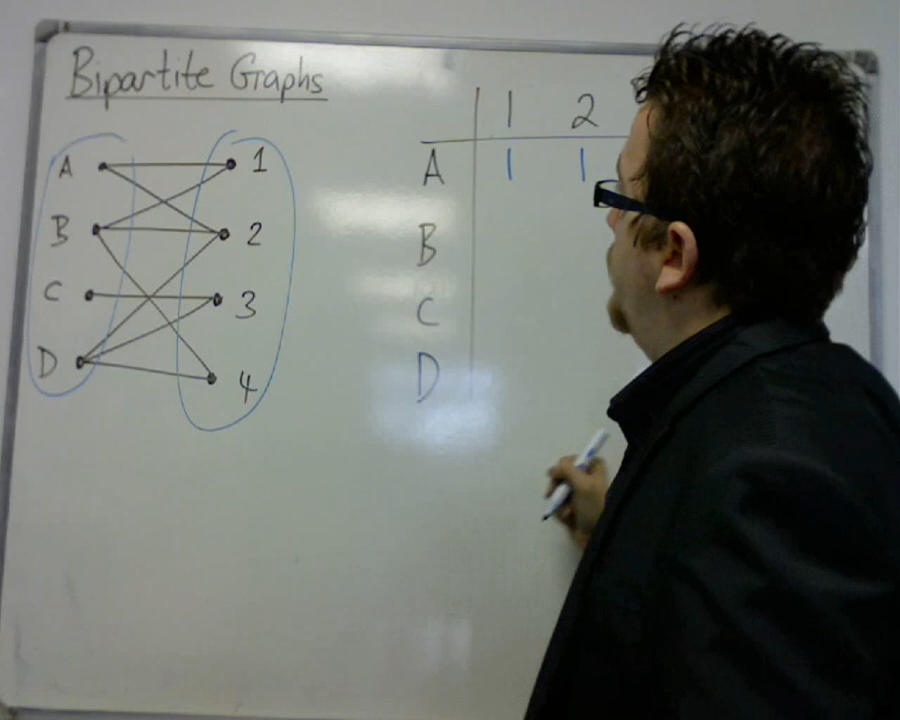 Bipartite Graphs
A 1
B 2
C 3
D 4
1 2
A 1 1
B
C
D